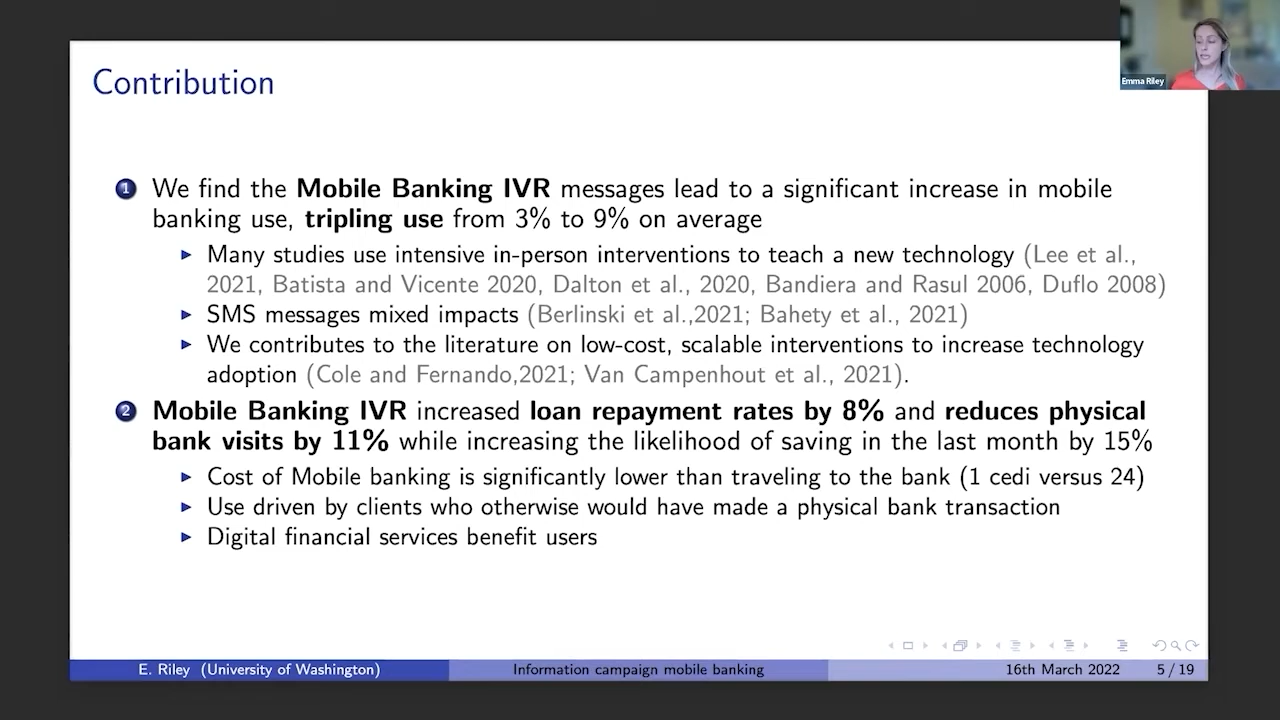 Emma Riley
Contribution
1 We find the Mobile Banking IVR messages lead to a significant increase in mobile
banking use, tripling use from 3% to 9% on average
▶ Many studies use intensive in-person interventions to teach a new technology (Lee et al.,
2021, Batista and Vicente 2020, Dalton et al., 2020, Bandiera and Rasul 2006, Duflo 2008)
▶ SMS messages mixed impacts (Berlinski et al.,2021; Bahety et al., 2021)
▶ We contributes to the literature on low-cost, scalable interventions to increase technology
adoption (Cole and Fernando,2021; Van Campenhout et al., 2021).
2 Mobile Banking IVR increased loan repayment rates by 8% and reduces physical
bank visits by 11% while increasing the likelihood of saving in the last month by 15%
▶ Cost of Mobile banking is significantly lower than traveling to the bank (1 cedi versus 24)
▶ Use driven by clients who otherwise would have made a physical bank transaction
▶ Digital financial services benefit users
E. Riley (University of Washington) Information campaign mobile banking 16th March 2022 5 / 19